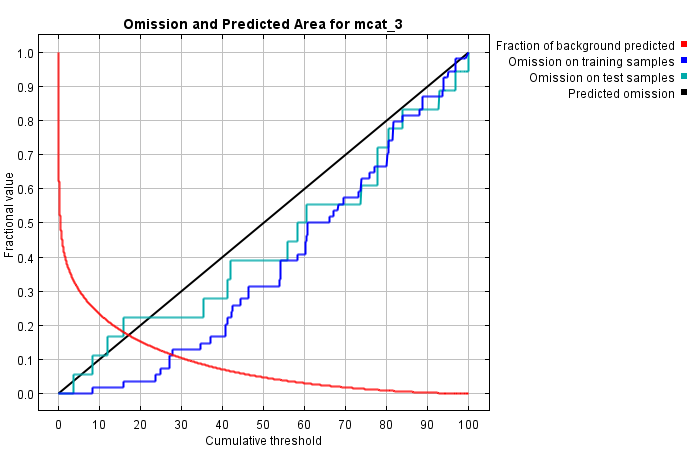 Omission and Predicted Area for mcat_3
Fraction of background predicted
Omission on training samples
Omission on test samples
Predicted omission
Fractional value
1.0
0.9
0.8
0.7
0.6
0.5
0.4
0.3
0.2
0.1
0.0
0 10 20 30 40 50 60 70 80 90 100
Cumulative threshold